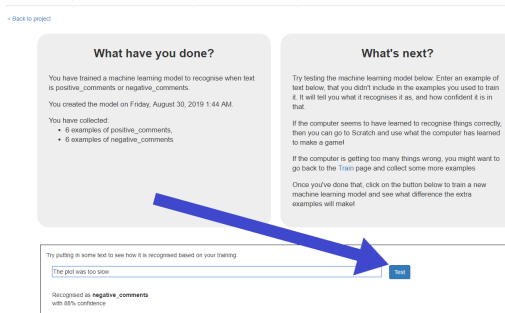 < Back to project
What have you done?
You have trained a machine learning model to recognise when text
is positive_comments or negative_comments.
You created the model on Friday, August 30, 2019 1:44 AM.
You have collected:
• 6 examples of positive_comments,
• 6 examples of negative_comments
What's next?
Try testing the machine learning model below. Enter an example of
text below, that you didn't include in the examples you used to train
it. It will tell you what it recognises it as, and how confident it is in
that.
If the computer seems to have learned to recognise things correctly,
then you can go to Scratch and use what the computer has learned
to make a game!
If the computer is getting too many things wrong, you might want to
go back to the Train page and collect some more examples
Once you've done that, click on the button below to train a new
machine learning model and see what difference the extra
examples will make!
Try putting in some text to see how it is recognised based on your training.
The plot was too slow
Test
Recognised as negative_comments
with 88% confidence